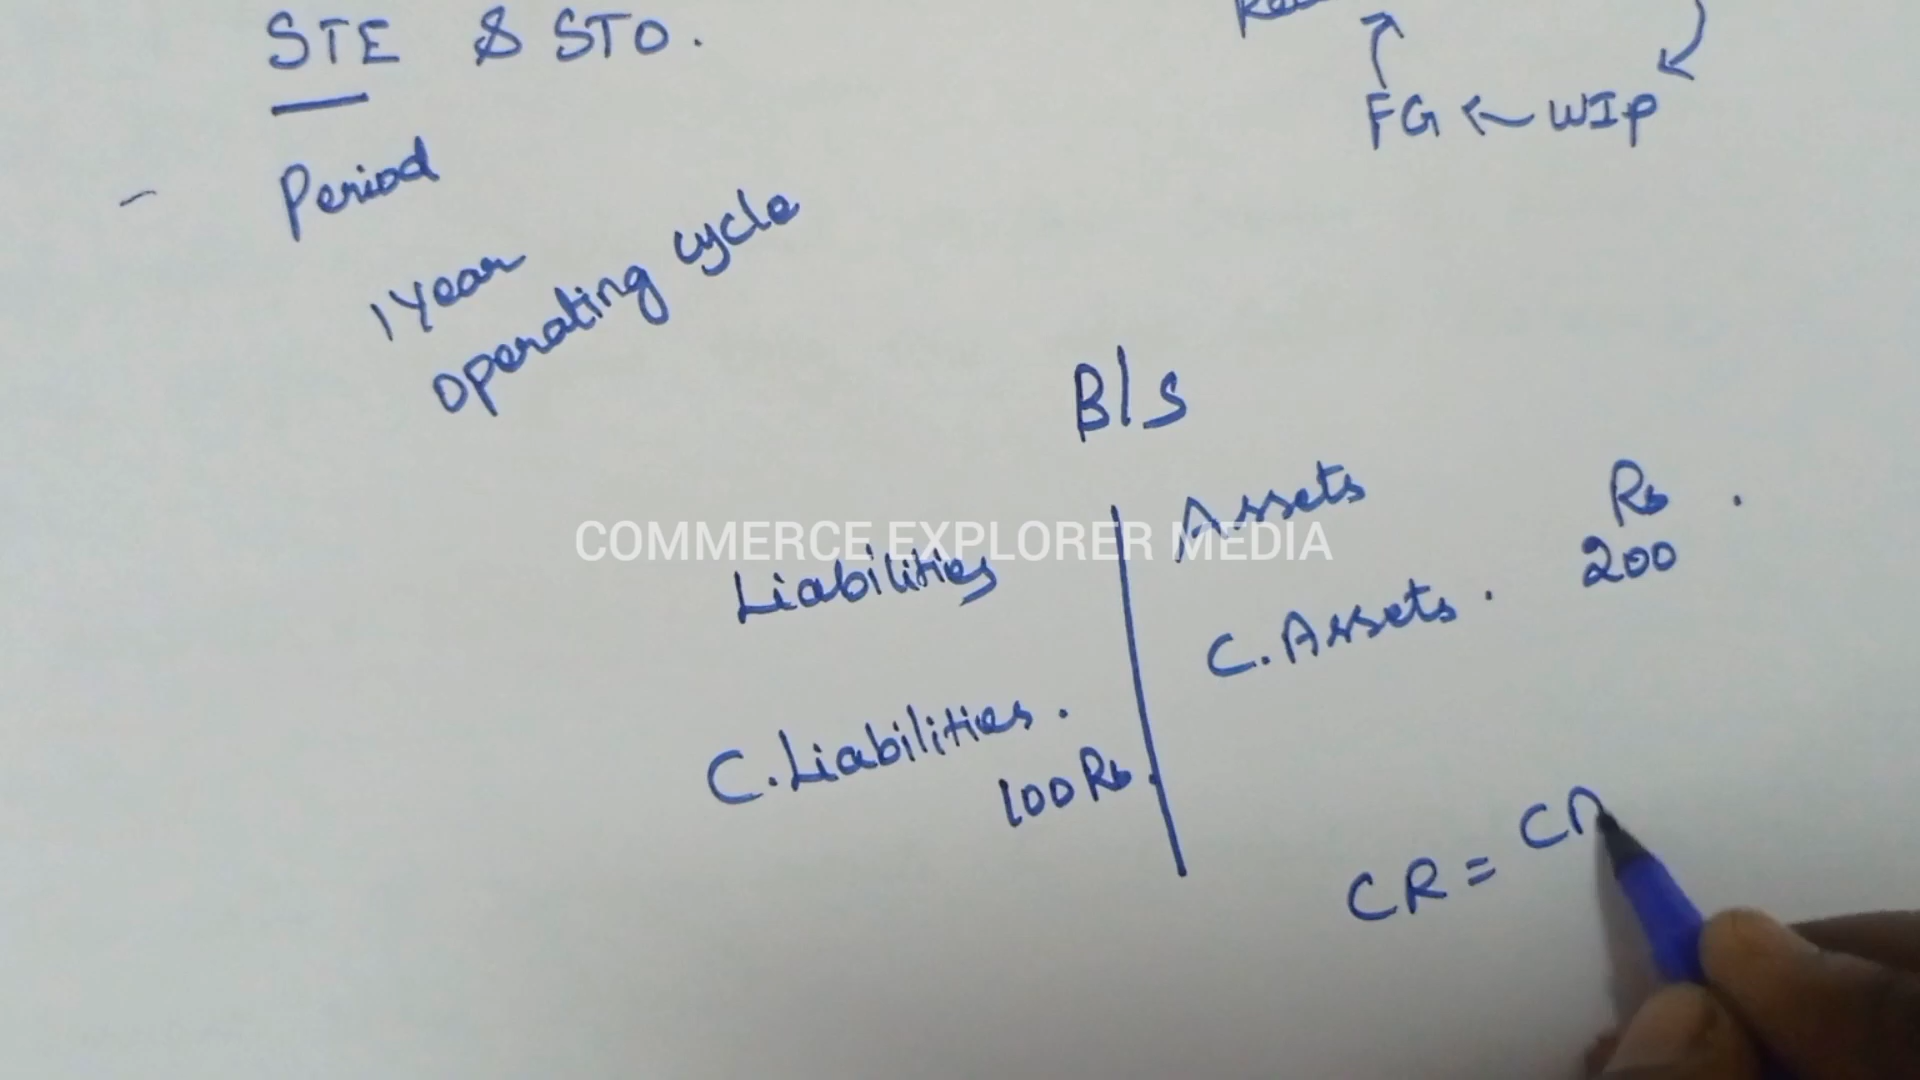 STE & STO.
Period
1 Year
operating cycle
FG ← WIP
B/S
Liabilities
Assets Rs
C. Assets. 200
C. Liabilities.
100 Rs.
CR =
COMMERCE EXPLORER MEDIA